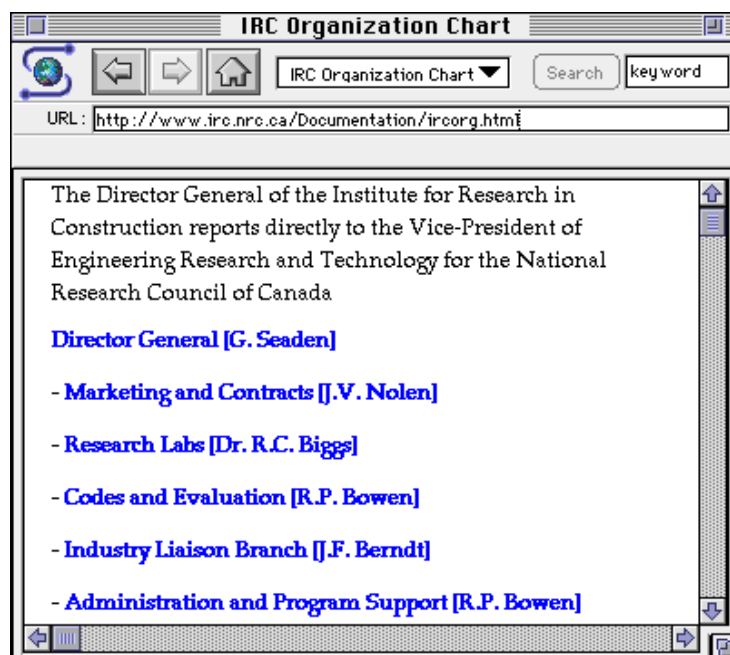 IRC Organization Chart
IRC Organization Chart
Search
keyword
URL: http://www.irc.nrc.ca/Documentation/ircorg.html
The Director General of the Institute for Research in
Construction reports directly to the Vice-President of
Engineering Research and Technology for the National
Research Council of Canada
Director General [G. Seaden]
- Marketing and Contracts [J.V. Nolen]
- Research Labs [Dr. R.C. Biggs]
- Codes and Evaluation [R.P. Bowen]
- Industry Liaison Branch [J.F. Berndt]
- Administration and Program Support [R.P. Bowen]